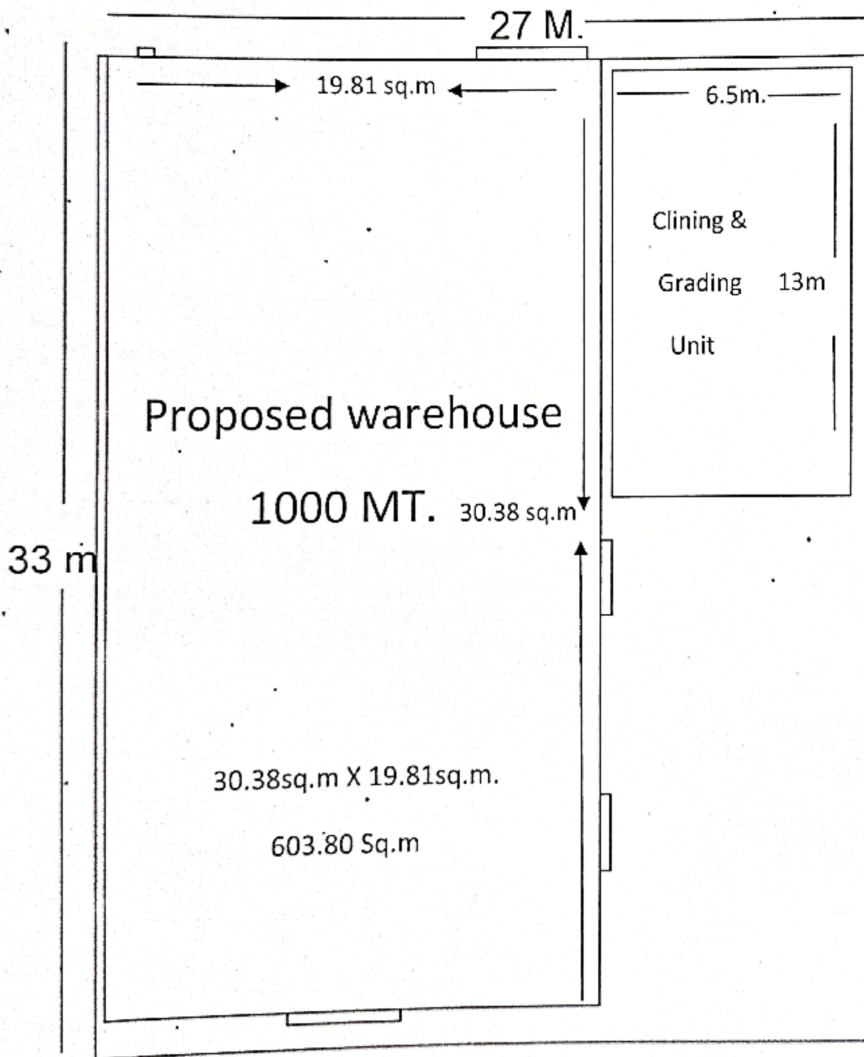 27 M.
19.81 sq.m
6.5m.
Clining &
Grading 13m
Unit
Proposed warehouse
1000 MT. 30.38 sq.m
33 m
30.38sq.m X 19.81sq.m.
603.80 Sq.m